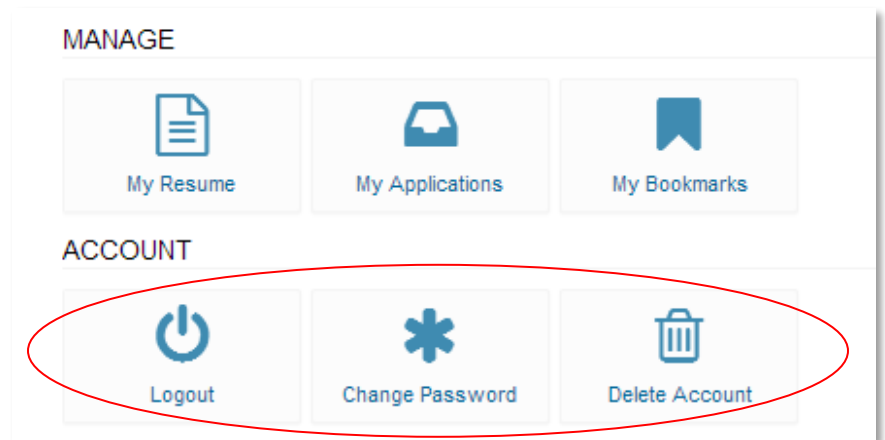 MANAGE
My Resume My Applications My Bookmarks
ACCOUNT
Logout Change Password Delete Account